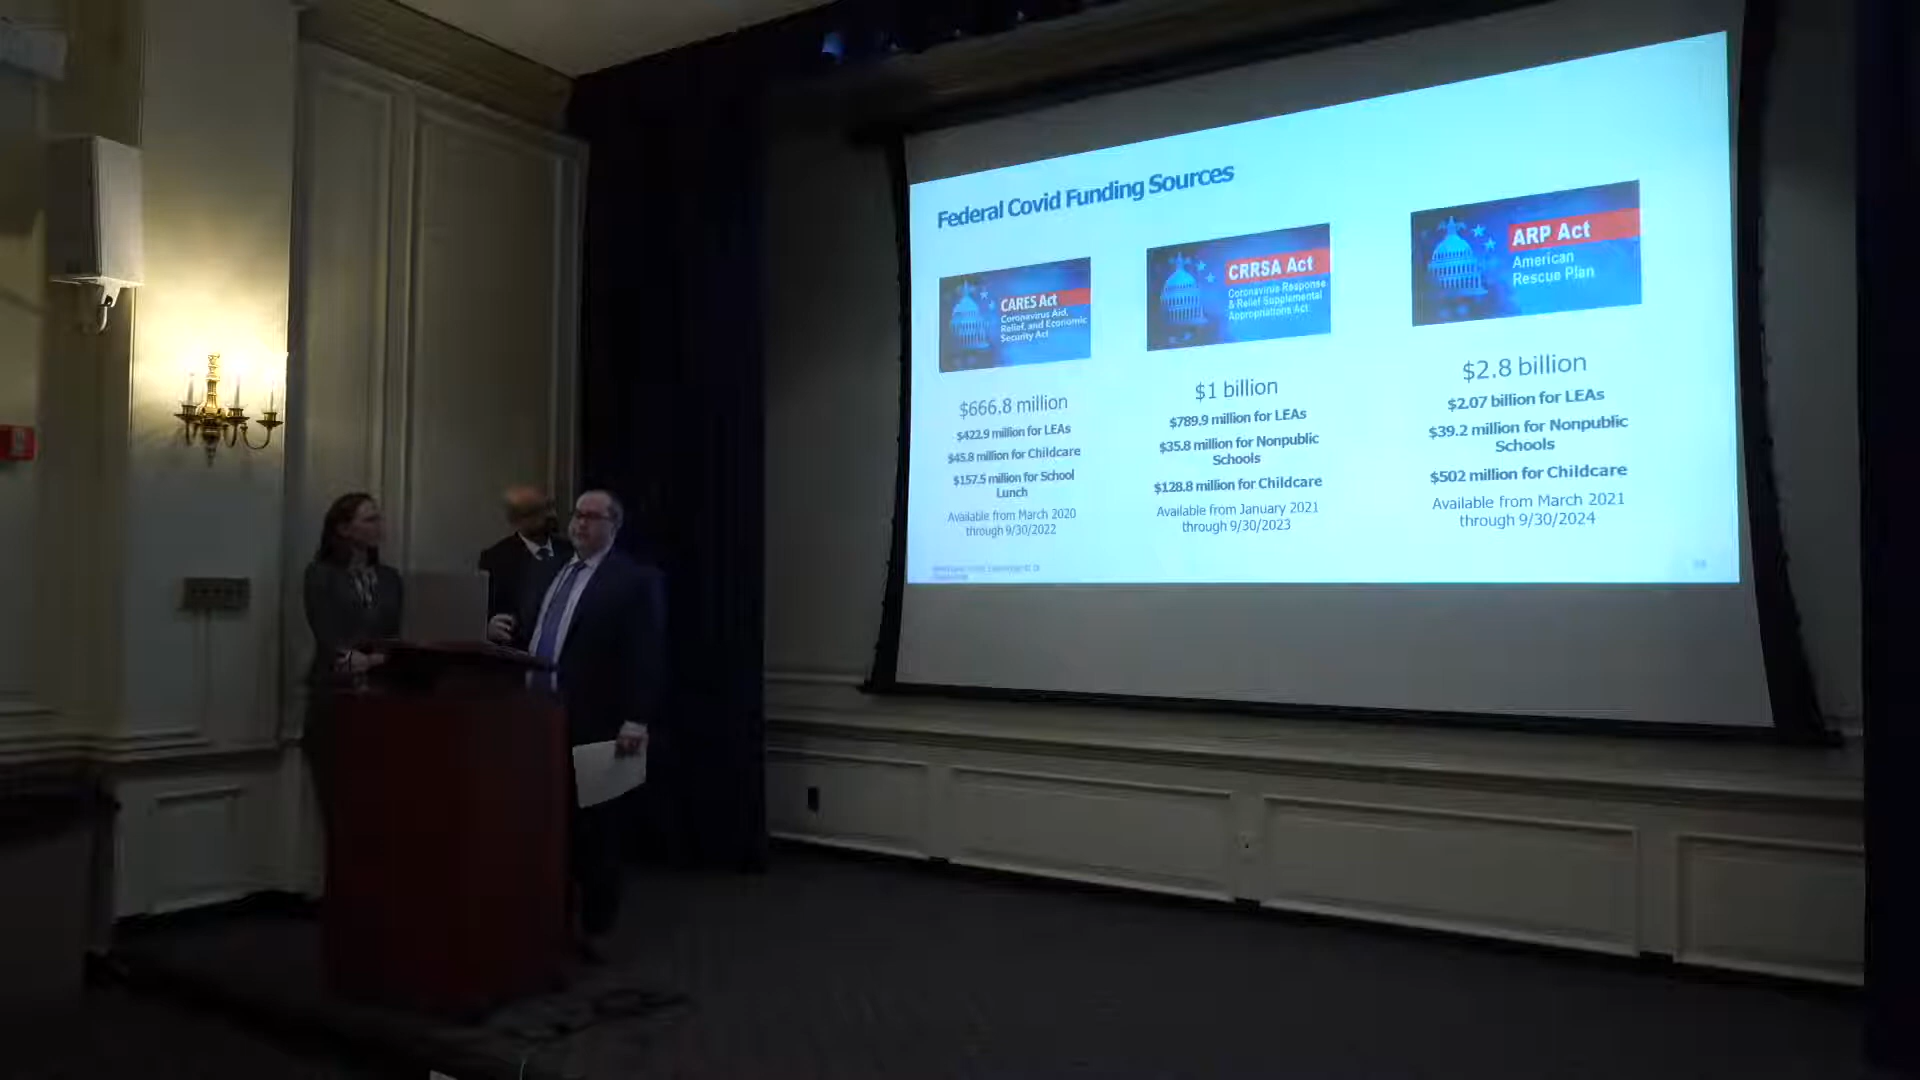 Federal Covid Funding Sources
CARES Act
Coronavirus Aid,
Relief, and Economic
Security Act
$666.8 million
$422.9 million for LEAs
$45.8 million for Childcare
$157.5 million for School
Lunch
Available from March 2020
through 9/30/2022
CRRSA Act
Coronavirus Response
& Relief Supplemental
Appropriations Act
$1 billion
$789.9 million for LEAs
$35.8 million for Nonpublic
Schools
$128.8 million for Childcare
Available from January 2021
through 9/30/2023
ARP Act
American
Rescue Plan
$2.8 billion
$2.07 billion for LEAs
$39.2 million for Nonpublic
Schools
$502 million for Childcare
Available from March 2021
through 9/30/2024